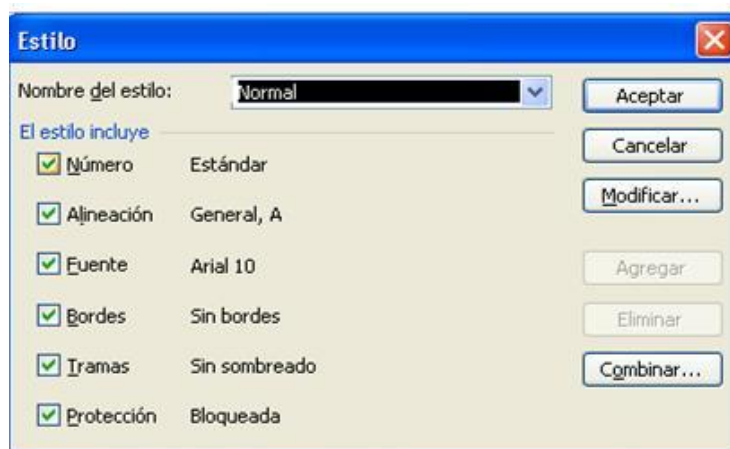 Estilo
Nombre del estilo: Normal
Aceptar
El estilo incluye
Cancelar
Número Estándar
Modificar...
Alineación General, A
Fuente Arial 10
Agregar
Bordes Sin bordes
Eliminar
Tramas Sin sombreado
Combinar...
Protección Bloqueada